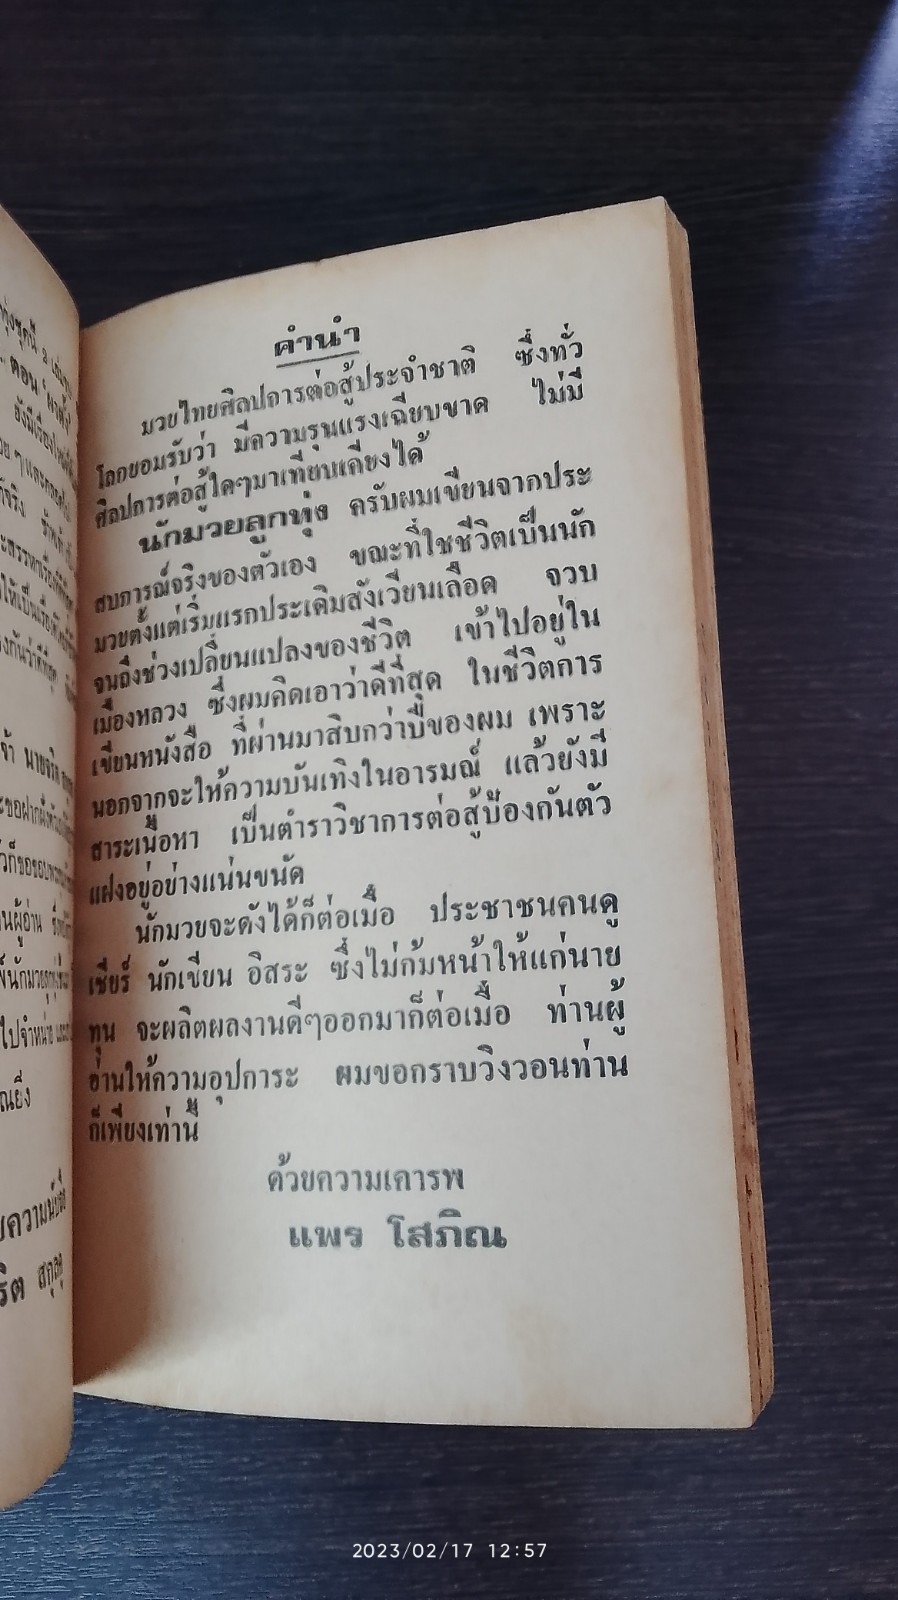 คำนำ
มวยไทยศิลปการต่อสู้ประจำชาติ ซึ่งทั่ว
โลกยอมรับว่า มีความรุนแรงเฉียบขาด ไม่มี
ศิลปการต่อสู้ใดๆมาเทียบเคียงได้
นักมวยลูกทุ่ง ครับผมเขียนจากประ
สบการณ์จริงของตัวเอง ขณะที่ใชชีวิตเป็นนัก
มวยตั้งแต่เริ่มแรกประเดิมสังเวียนเลือด จวบ
จนถึงช่วงเปลี่ยนแปลงของชีวิต เข้าไปอยู่ใน
เมืองหลวง ซึ่งผมคิดเอาว่าดีที่สุด ในชีวิตการ
เขียนหนังสือ ที่ผ่านมาสิบกว่าปีของผม เพราะ
นอกจากจะให้ความบันเทิงในอารมณ์ แล้วยังมี
สาระเนื้อหา เป็นตำราวิชาการต่อสู้ป้องกันตัว
แฝงอยู่อย่างแน่นขนัด
นักมวยจะดังได้ก็ต่อเมื่อ ประชาชนคนดู
เชียร์ นักเขียน อิสระ ซึ่งไม่ก้มหน้าให้แก่นาย
ทุน จะผลิตผลงานดีๆออกมาก็ต่อเมื่อ ท่านผู้
อ่านให้ความอุปการะ ผมขอกราบวิงวอนท่าน
ก็เพียงเท่านี้
ด้วยความเคารพ
แพร โสภิณ
2023/02/17 12:57